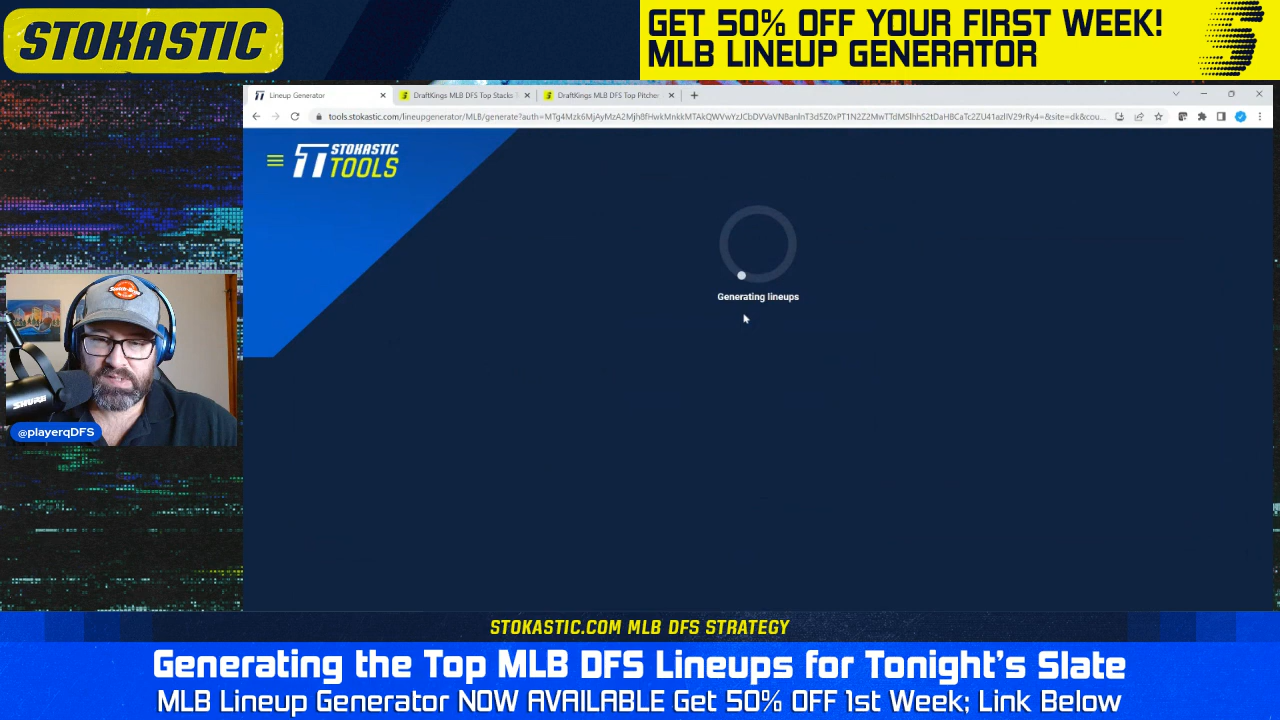 STOKASTIC
GET 50% OFF YOUR FIRST WEEK!
MLB LINEUP GENERATOR
Lineup Generator
DraftKings MLB DFS Top Stacks
DraftKings MLB DFS Top Pitcher
STOKASTIC
TOOLS
Generating lineups
SHURE
@playerqDFS
STOKASTIC.COM MLB DFS STRATEGY
Generating the Top MLB DFS Lineups for Tonight's Slate
MLB Lineup Generator NOW AVAILABLE Get 50% OFF 1st Week; Link Below